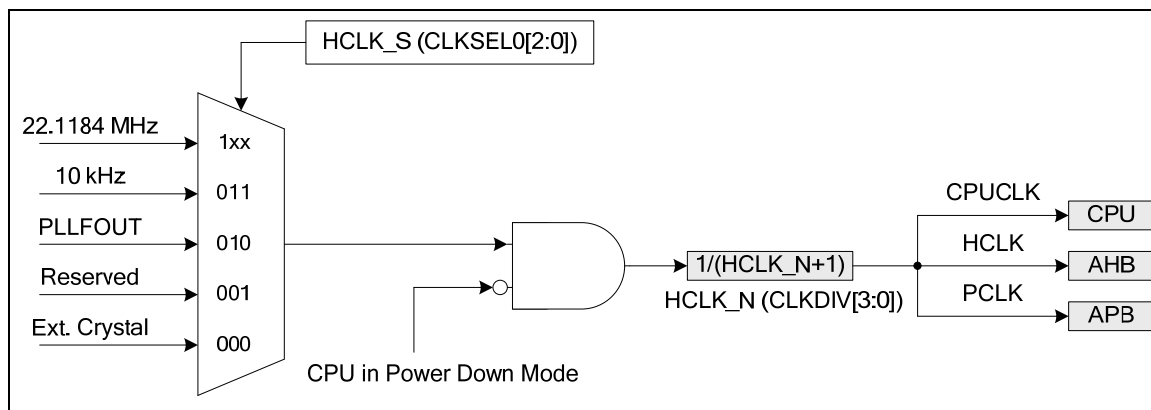 HCLK_S (CLKSEL0[2:0])
22.1184 MHz
1xx
10 kHz
011
PLLFOUT
010
Reserved
001
Ext. Crystal
000
CPU in Power Down Mode
1/(HCLK_N+1)
HCLK_N (CLKDIV[3:0])
CPUCLK
CPU
HCLK
AHB
PCLK
APB